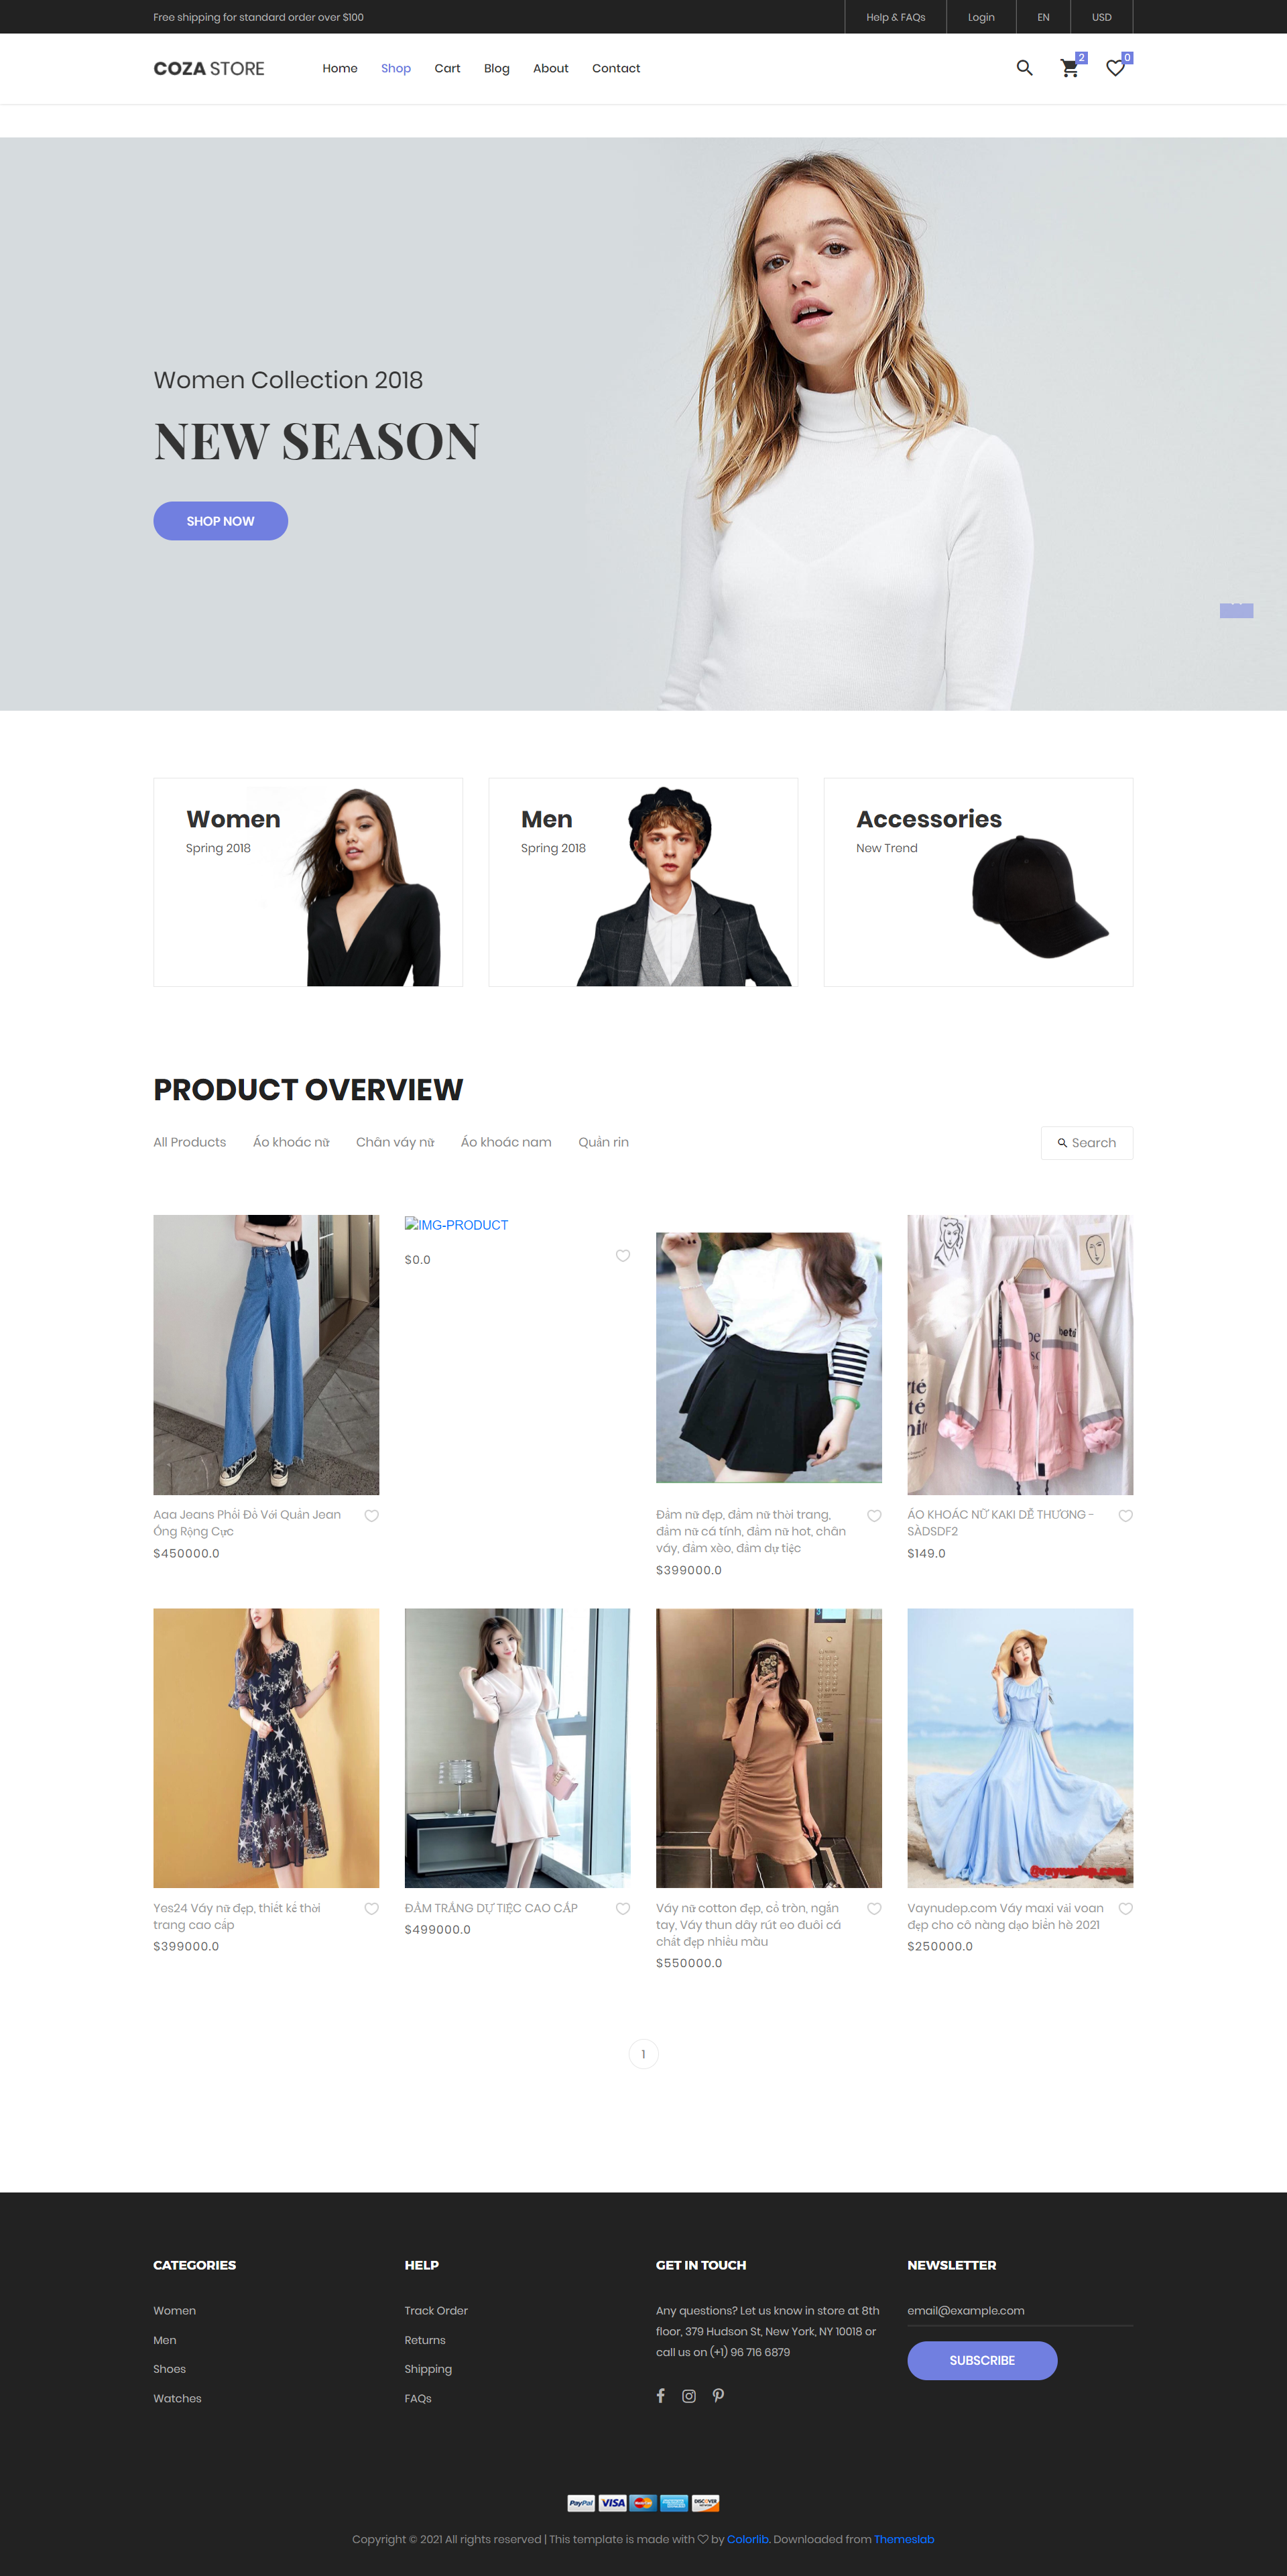 Free shipping for standard order over $100
Help & FAQs
Login
EN
USD
COZA STORE
Home
Shop
Cart
Blog
About
Contact
2
0
Women Collection 2018
NEW SEASON
SHOP NOW
Women
Spring 2018
Men
Spring 2018
Accessories
New Trend
PRODUCT OVERVIEW
All Products
Áo khoác nữ
Chân váy nữ
Áo khoác nam
Quần rin
Search
IMG-PRODUCT
$0.0
Aaa Jeans Phối Đồ Với Quần Jean
Ống Rộng Cực
$450000.0
Đầm nữ đẹp, đầm nữ thời trang,
đầm nữ cá tính, đầm nữ hot, chân
váy, đầm xèo, đầm dự tiệc
$399000.0
ÁO KHOÁC NỮ KAKI DỄ THƯƠNG -
SÀDSDF2
$149.0
Yes24 Váy nữ đẹp, thiết kế thời
trang cao cấp
$399000.0
ĐẦM TRẮNG DỰ TIỆC CAO CẤP
$499000.0
Váy nữ cotton đẹp, cổ tròn, ngắn
tay, Váy thun dây rút eo đuôi cá
chất đẹp nhiều màu
$550000.0
Vaynudep.com Váy maxi vải voan
đẹp cho cô nàng dạo biển hè 2021
$250000.0
1
CATEGORIES
Women
Men
Shoes
Watches
HELP
Track Order
Returns
Shipping
FAQs
GET IN TOUCH
Any questions? Let us know in store at 8th
floor, 379 Hudson St, New York, NY 10018 or
call us on (+1) 96 716 6879
NEWSLETTER
email@example.com
SUBSCRIBE
PayPal
VISA
MasterCard
DISCOVER
Copyright © 2021 All rights reserved | This template is made with ♡ by Colorlib. Downloaded from Themeslab